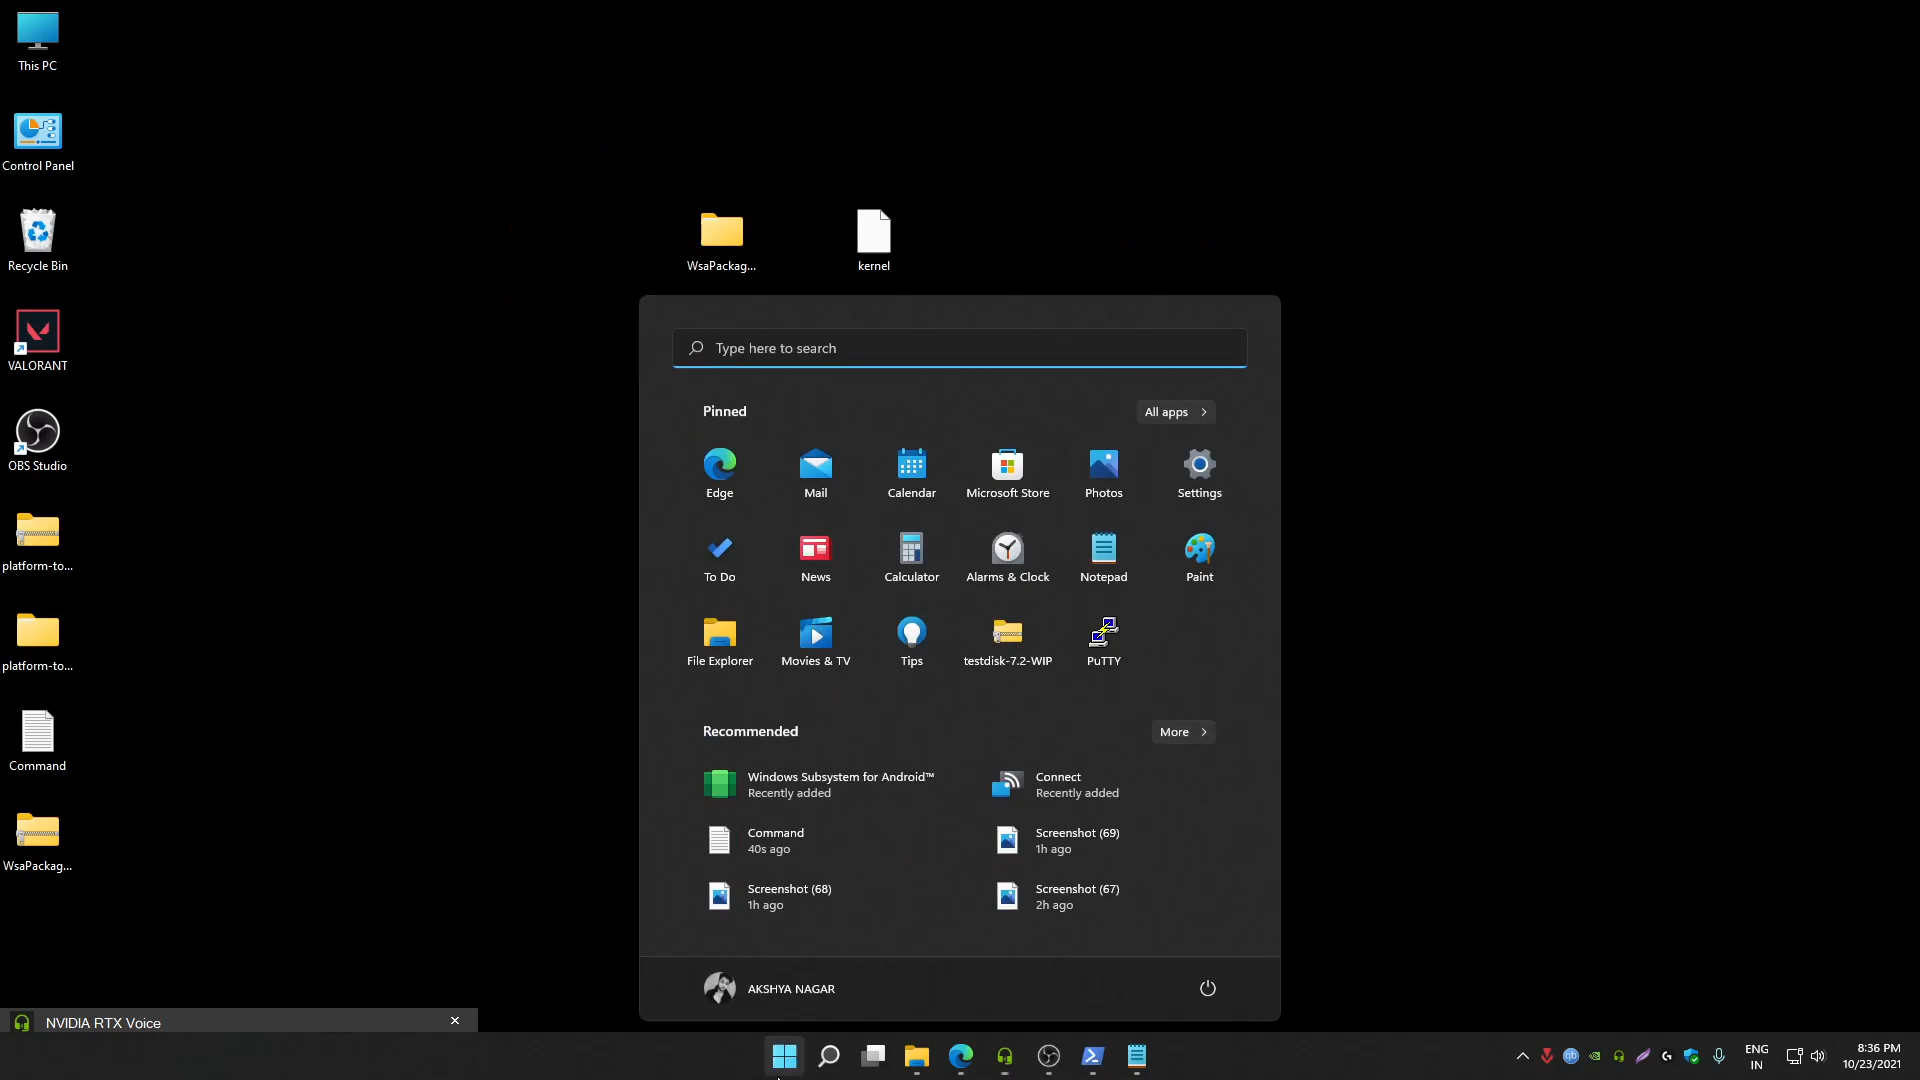 This PC
Control Panel
Recycle Bin
VALORANT
OBS Studio
platform-to...
platform-to...
Command
WsaPackag...
WsaPackag...
kernel
Type here to search
Pinned
All apps
Edge
Mail
Calendar
Microsoft Store
Photos
Settings
To Do
News
Calculator
Alarms & Clock
Notepad
Paint
File Explorer
Movies & TV
Tips
testdisk-7.2-WIP
PuTTY
Recommended
More
Windows Subsystem for Android™
Recently added
Connect
Recently added
Command
40s ago
Screenshot (69)
1h ago
Screenshot (68)
1h ago
Screenshot (67)
2h ago
AKSHYA NAGAR
NVIDIA RTX Voice
ENG
IN
8:36 PM
10/23/2021